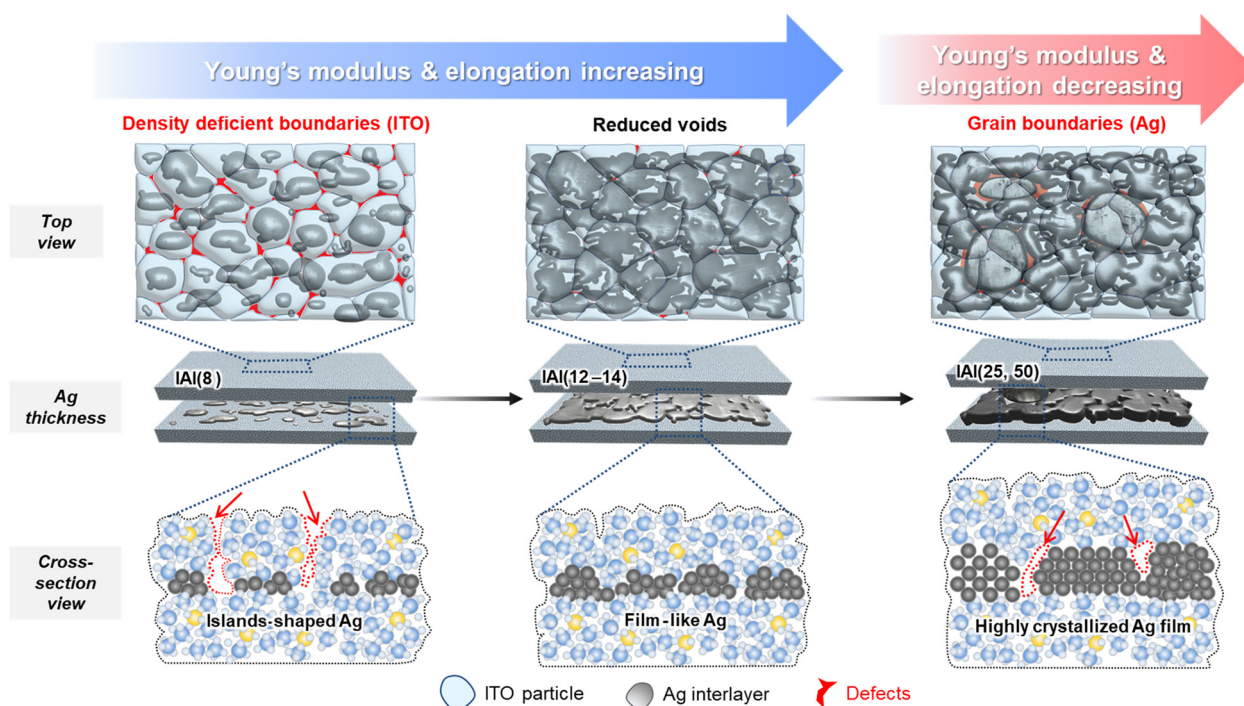 Young's modulus & elongation increasing
Young's modulus &
elongation decreasing
Density deficient boundaries (ITO)
Reduced voids
Grain boundaries (Ag)
Top
view
Ag
thickness
IAI(8)
IAI(12–14)
IAI(25, 50)
Cross-
section
view
Islands-shaped Ag
Film-like Ag
Highly crystallized Ag film
ITO particle
Ag interlayer
Defects